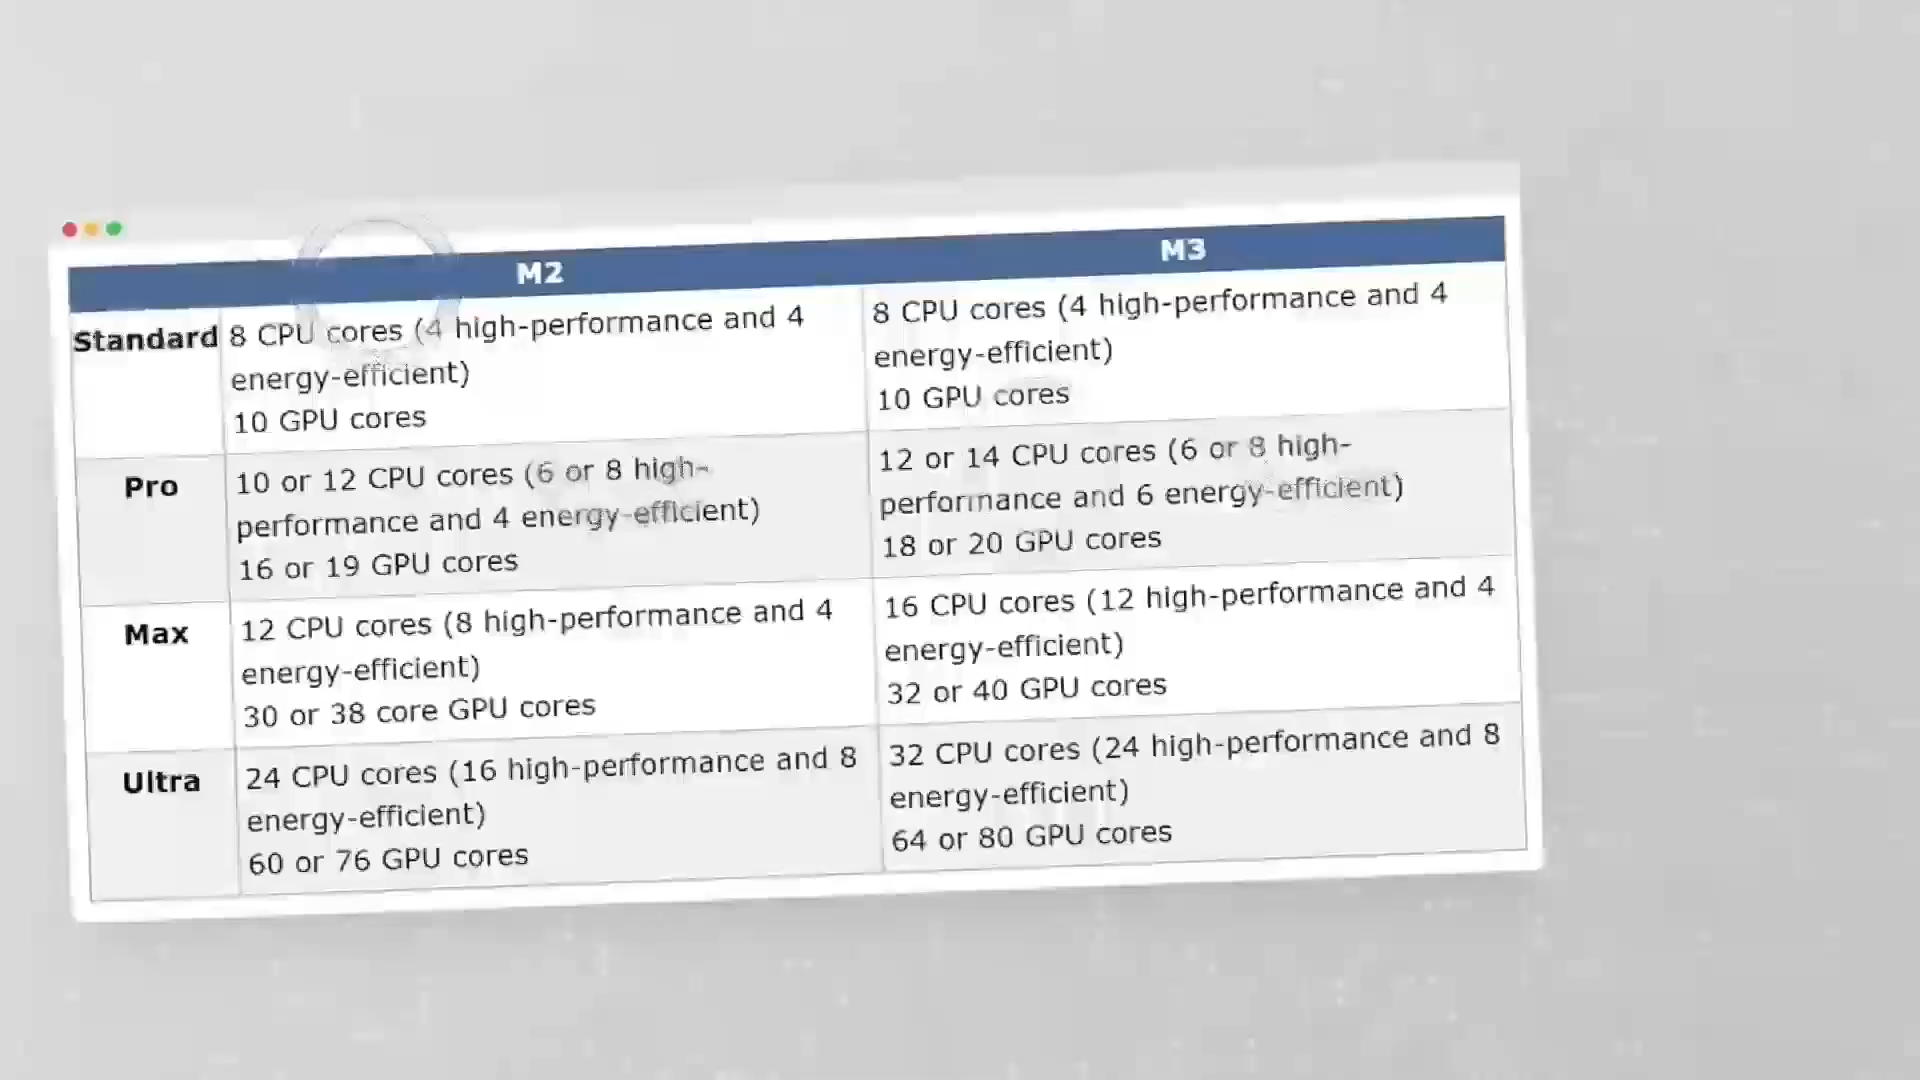 M2 M3
Standard 8 CPU cores (4 high-performance and 4 8 CPU cores (4 high-performance and 4
energy-efficient) energy-efficient)
10 GPU cores 10 GPU cores
Pro 10 or 12 CPU cores (6 or 8 high- 12 or 14 CPU cores (6 or 8 high-
performance and 4 energy-efficient) performance and 6 energy-efficient)
16 or 19 GPU cores 18 or 20 GPU cores
Max 12 CPU cores (8 high-performance and 4 16 CPU cores (12 high-performance and 4
energy-efficient) energy-efficient)
30 or 38 core GPU cores 32 or 40 GPU cores
Ultra 24 CPU cores (16 high-performance and 8 32 CPU cores (24 high-performance and 8
energy-efficient) energy-efficient)
60 or 76 GPU cores 64 or 80 GPU cores